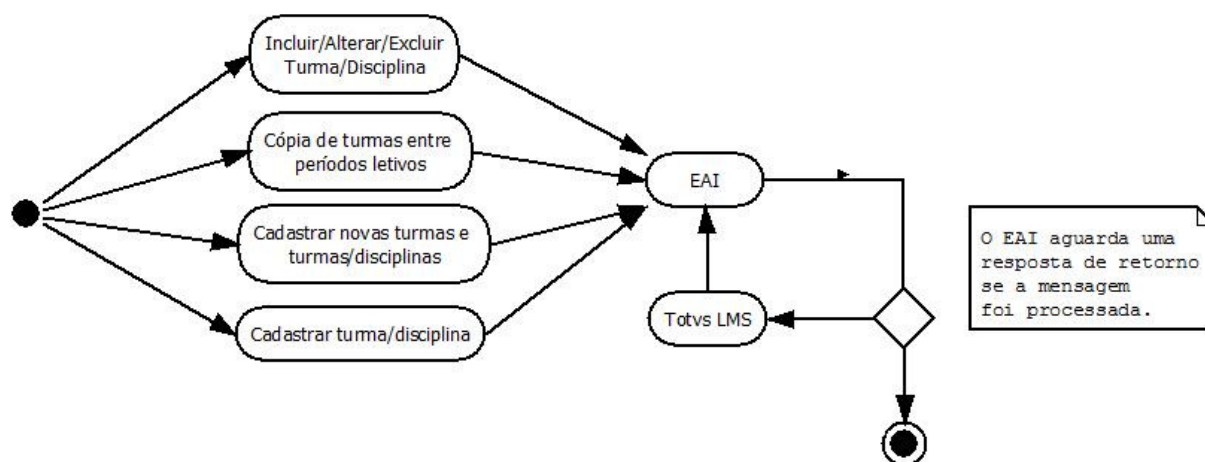 Incluir/Alterar/Excluir
Turma/Disciplina
Cópia de turmas entre
períodos letivos
Cadastrar novas turmas e
turmas/disciplinas
Cadastrar turma/disciplina
EAI
Totvs LMS
O EAI aguarda uma
resposta de retorno
se a mensagem
foi processada.